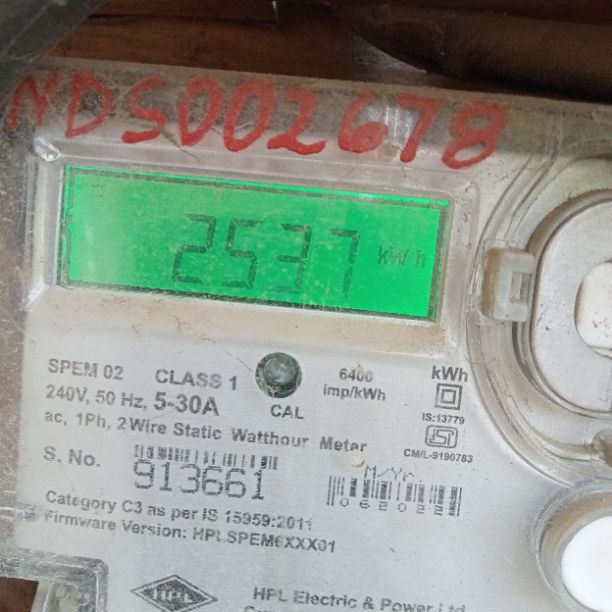 NDS002678
2537 kWh
SPEM 02 CLASS 1 6400 imp/kWh kWh
240V, 50 Hz, 5-30A CAL IS:13779
ac, 1Ph, 2Wire Static Watthour Meter CM/L-9190783
S. No. 913661 M/Yr 062022
Category C3 as per IS 15959:2011
Firmware Version: HPLSPEM6XXX01
HPL HPL Electric & Power Ltd